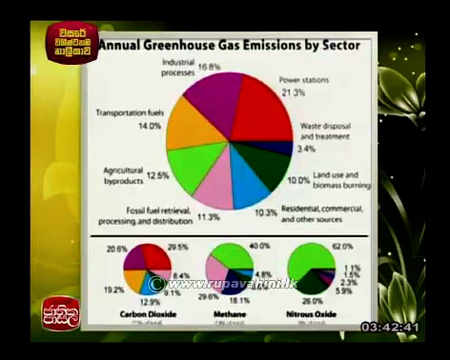 වසරේ
විශිෂ්ටතම
නාලිකාව
Annual Greenhouse Gas Emissions by Sector
Industrial
processes
16.8%
Power stations
21.3%
Transportation fuels
14.0%
Waste disposal
and treatment
3.4%
Agricultural
byproducts
12.5%
10.0%
Land use and
biomass burning
Fossil fuel retrieval,
processing, and distribution
11.3%
10.3%
Residential, commercial,
and other sources
20.6%
29.5%
19.2%
8.4%
9.1%
12.9%
40.0%
4.8%
29.6%
18.1%
62.0%
1.1%
1.5%
2.3%
5.9%
26.0%
© www.rupavahini.lk
Carbon Dioxide
Methane
Nitrous Oxide
03:42:41